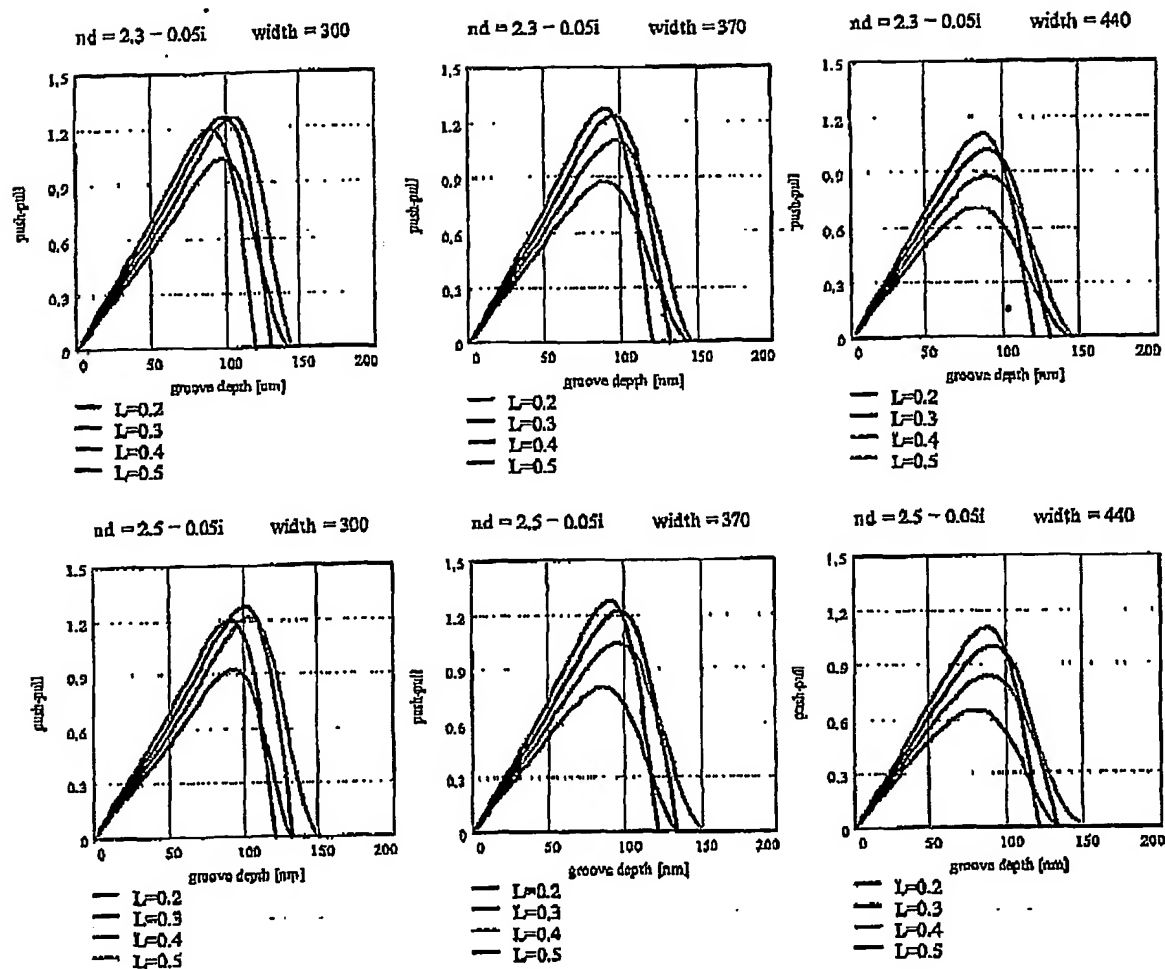 nd = 2.3 − 0.05i width = 300
1.5
1.2
0.9
0.6
0.3
0
push-pull
0 50 100 150 200
groove depth [nm]
L=0.2
L=0.3
L=0.4
L=0.5
nd = 2.3 − 0.05i width = 370
1.5
1.2
0.9
0.6
0.3
0
push-pull
0 50 100 150 200
groove depth [nm]
L=0.2
L=0.3
L=0.4
L=0.5
nd = 2.3 − 0.05i width = 440
1.5
1.2
0.9
0.6
0.3
0
push-pull
0 50 100 150 200
groove depth [nm]
L=0.2
L=0.3
L=0.4
L=0.5
nd = 2.5 − 0.05i width = 300
1.5
1.2
0.9
0.6
0.3
0
push-pull
0 50 100 150 200
groove depth [nm]
L=0.2
L=0.3
L=0.4
L=0.5
nd = 2.5 − 0.05i width = 370
1.5
1.2
0.9
0.6
0.3
0
push-pull
0 50 100 150 200
groove depth [nm]
L=0.2
L=0.3
L=0.4
L=0.5
nd = 2.5 − 0.05i width = 440
1.5
1.2
0.9
0.6
0.3
0
push-pull
0 50 100 150 200
groove depth [nm]
L=0.2
L=0.3
L=0.4
L=0.5